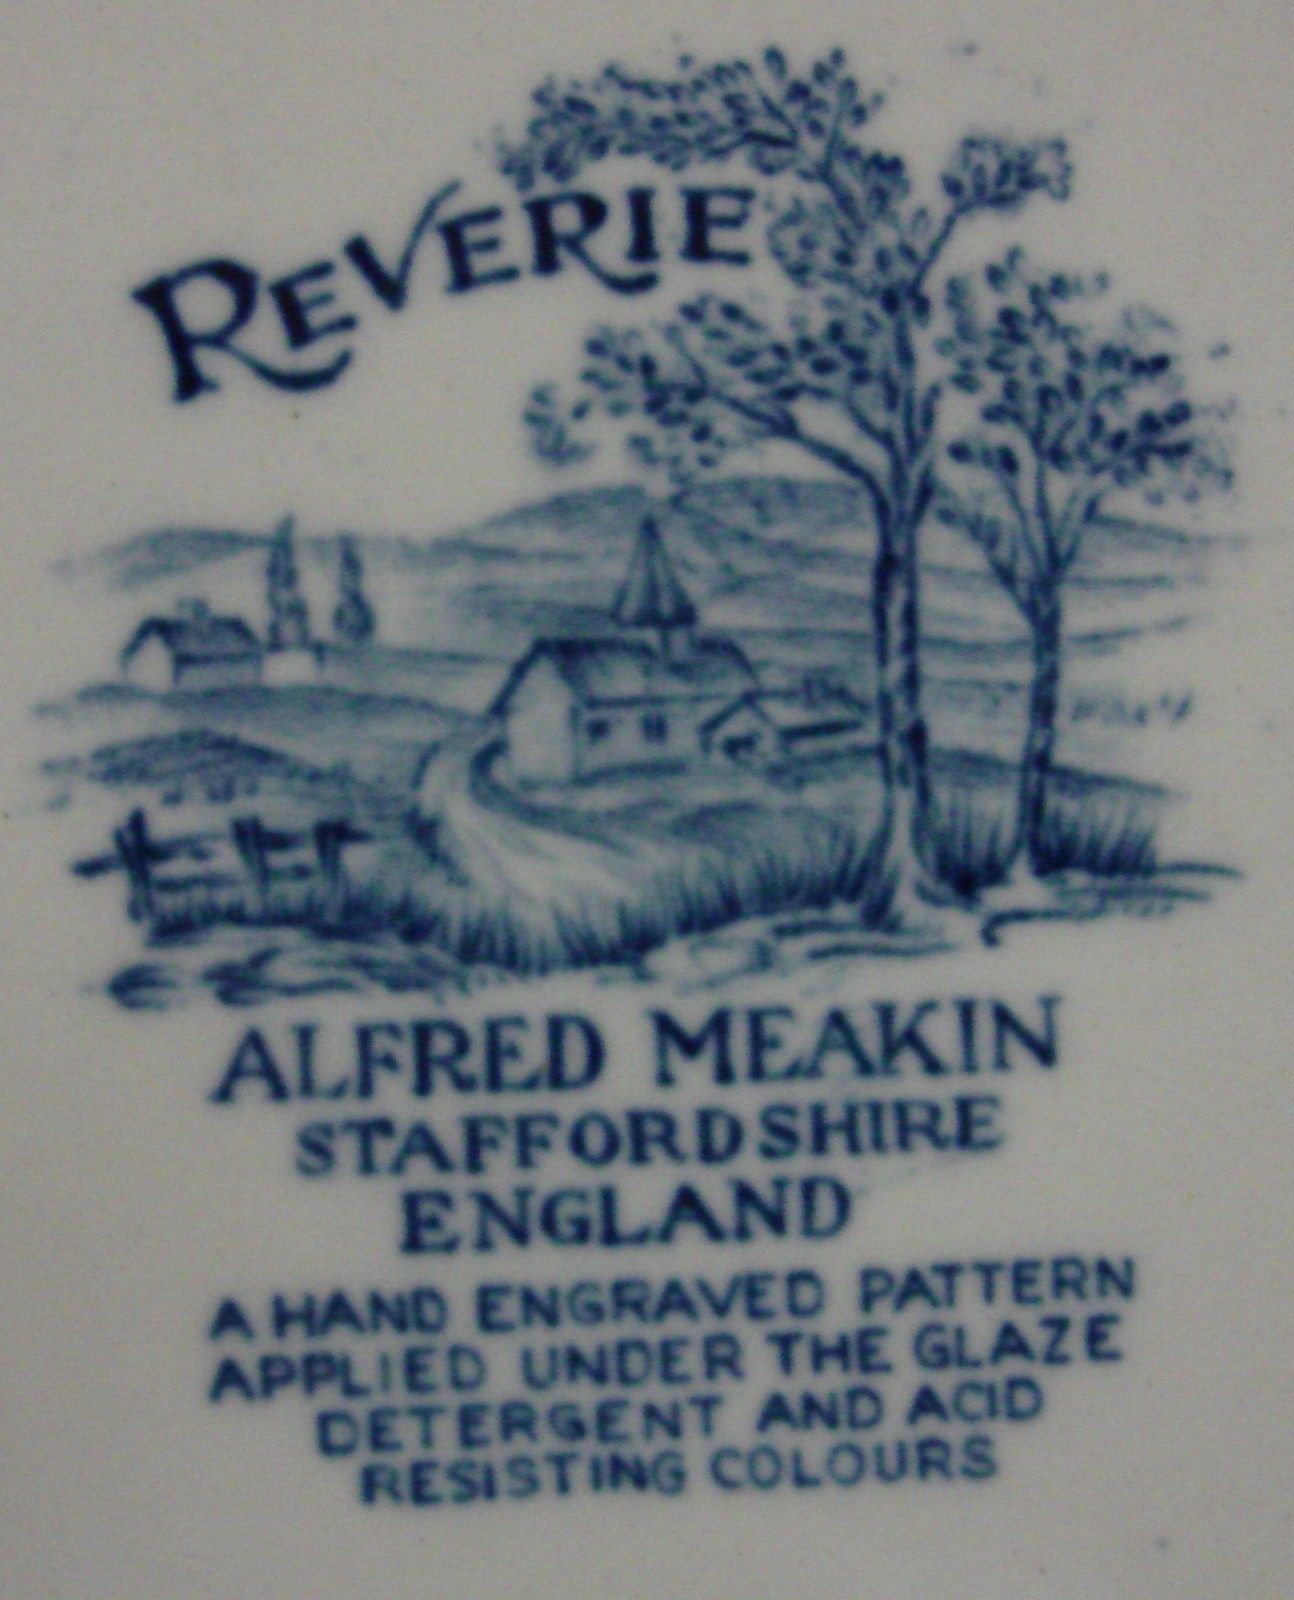 REVERIE
ALFRED MEAKIN
STAFFORDSHIRE
ENGLAND
A HAND ENGRAVED PATTERN
APPLIED UNDER THE GLAZE
DETERGENT AND ACID
RESISTING COLOURS